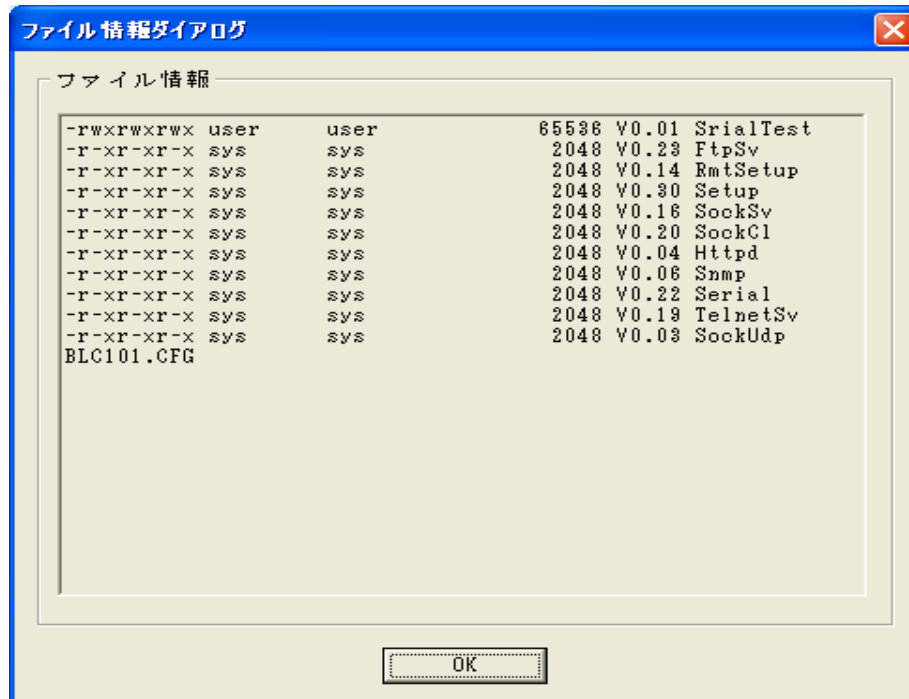 ファイル情報ダイアログ
ファイル情報
-rwxrwxrwx user     user             65536 V0.01 SrialTest
-r-xr-xr-x sys      sys               2048 V0.23 FtpSv
-r-xr-xr-x sys      sys               2048 V0.14 RmtSetup
-r-xr-xr-x sys      sys               2048 V0.30 Setup
-r-xr-xr-x sys      sys               2048 V0.16 SockSv
-r-xr-xr-x sys      sys               2048 V0.20 SockCl
-r-xr-xr-x sys      sys               2048 V0.04 Httpd
-r-xr-xr-x sys      sys               2048 V0.06 Snmp
-r-xr-xr-x sys      sys               2048 V0.22 Serial
-r-xr-xr-x sys      sys               2048 V0.19 TelnetSv
-r-xr-xr-x sys      sys               2048 V0.03 SockUdp
BLC101.CFG
OK